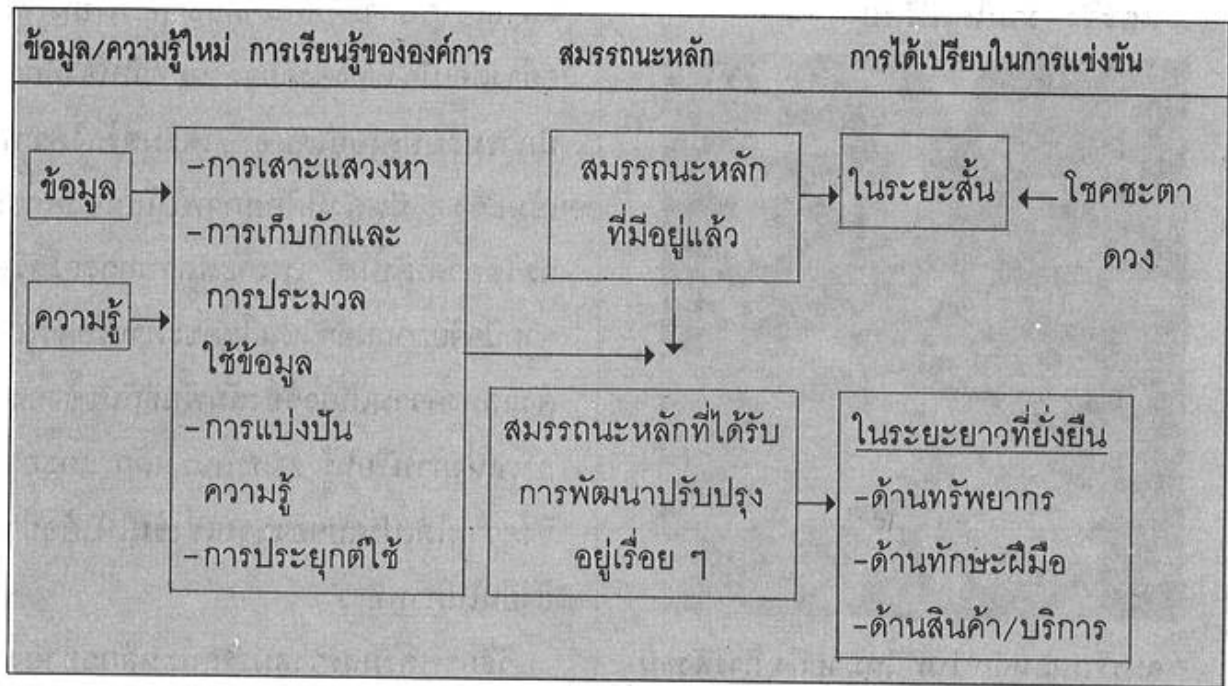 ข้อมูล/ความรู้ใหม่ การเรียนรู้ขององค์การ สมรรถนะหลัก การได้เปรียบในการแข่งขัน
ข้อมูล
ความรู้
-การเสาะแสวงหา
-การเก็บกักและ
การประมวล
ใช้ข้อมูล
-การแบ่งปัน
ความรู้
-การประยุกต์ใช้
สมรรถนะหลัก
ที่มีอยู่แล้ว
สมรรถนะหลักที่ได้รับ
การพัฒนาปรับปรุง
อยู่เรื่อย ๆ
ในระยะสั้น
โชคชะตา
ดวง
ในระยะยาวที่ยั่งยืน
-ด้านทรัพยากร
-ด้านทักษะฝีมือ
-ด้านสินค้า/บริการ